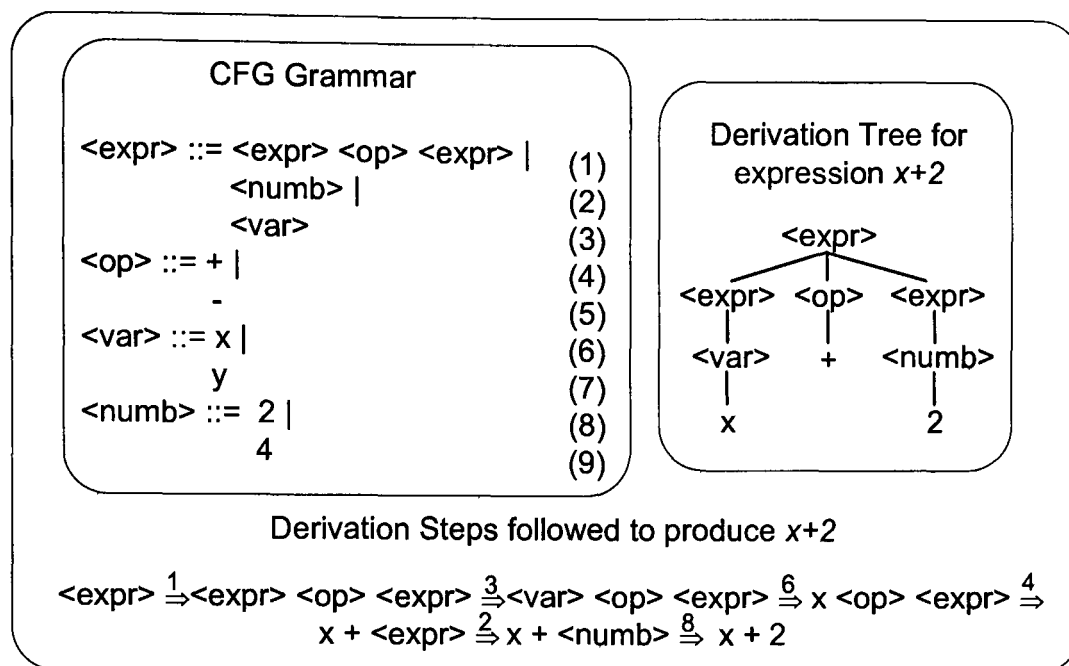 CFG Grammar
<expr> ::= <expr> <op> <expr> | (1)
<numb> | (2)
<var> (3)
<op> ::= + | (4)
- (5)
<var> ::= x | (6)
y (7)
<numb> ::= 2 | (8)
4 (9)
Derivation Tree for
expression x+2
<expr>
<expr> <op> <expr>
<var> + <numb>
x 2
Derivation Steps followed to produce x+2
<expr> 1⇒ <expr> <op> <expr> 3⇒ <var> <op> <expr> 6⇒ x <op> <expr> 4⇒
x + <expr> 2⇒ x + <numb> 8⇒ x + 2